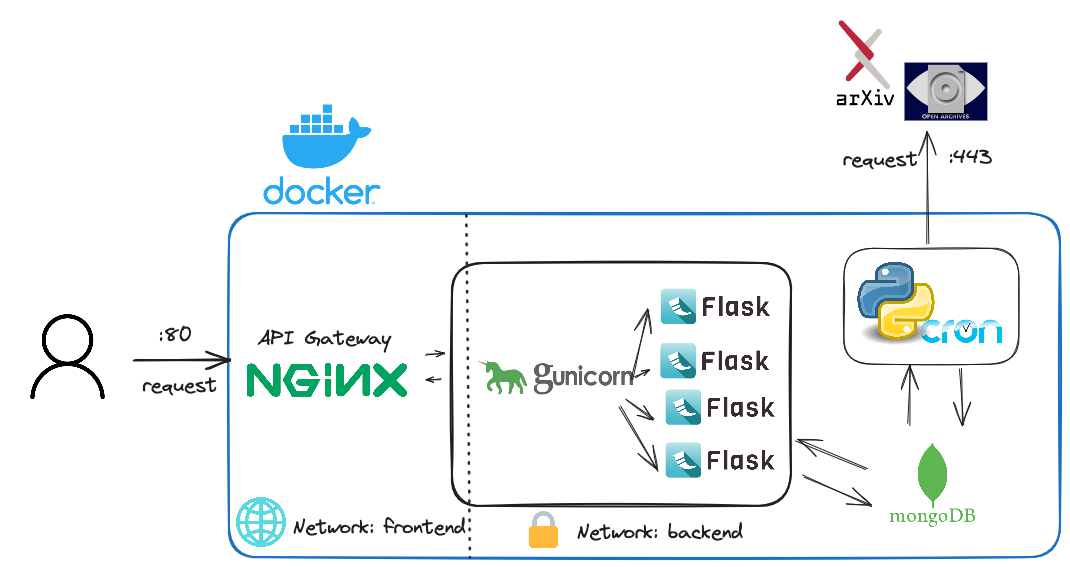 arXiv
OPEN ARCHIVES
request :443
docker
:80
request
API Gateway
NGINX
gunicorn
Flask
Flask
Flask
Flask
cron
mongoDB
Network: frontend
Network: backend